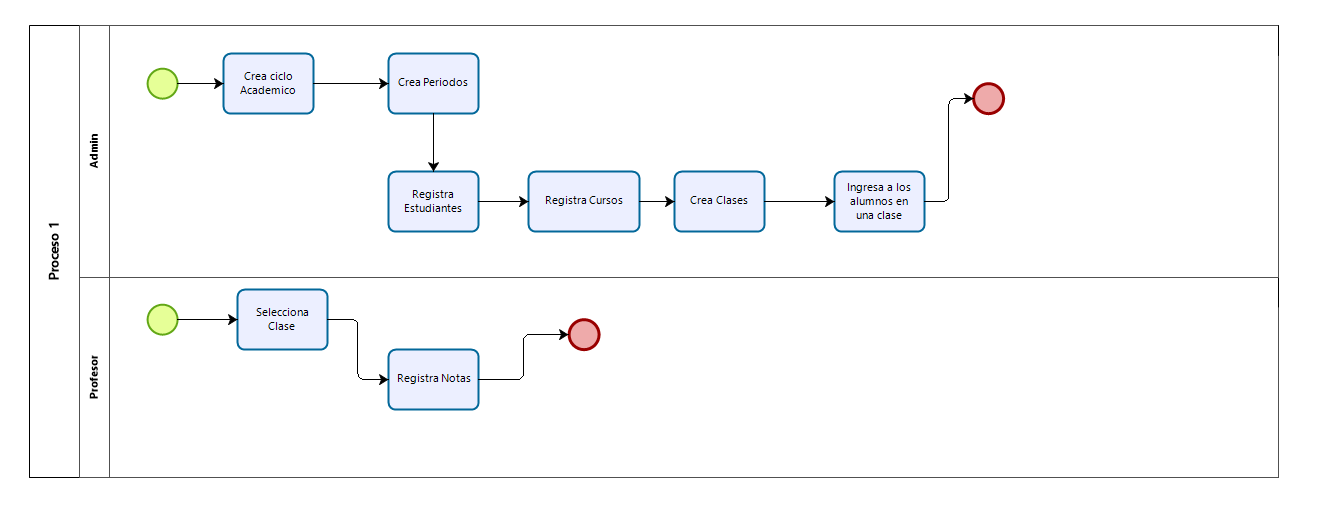 Proceso 1
Admin
Crea ciclo
Academico
Crea Periodos
Registra
Estudiantes
Registra Cursos
Crea Clases
Ingresa a los
alumnos en
una clase
Profesor
Selecciona
Clase
Registra Notas